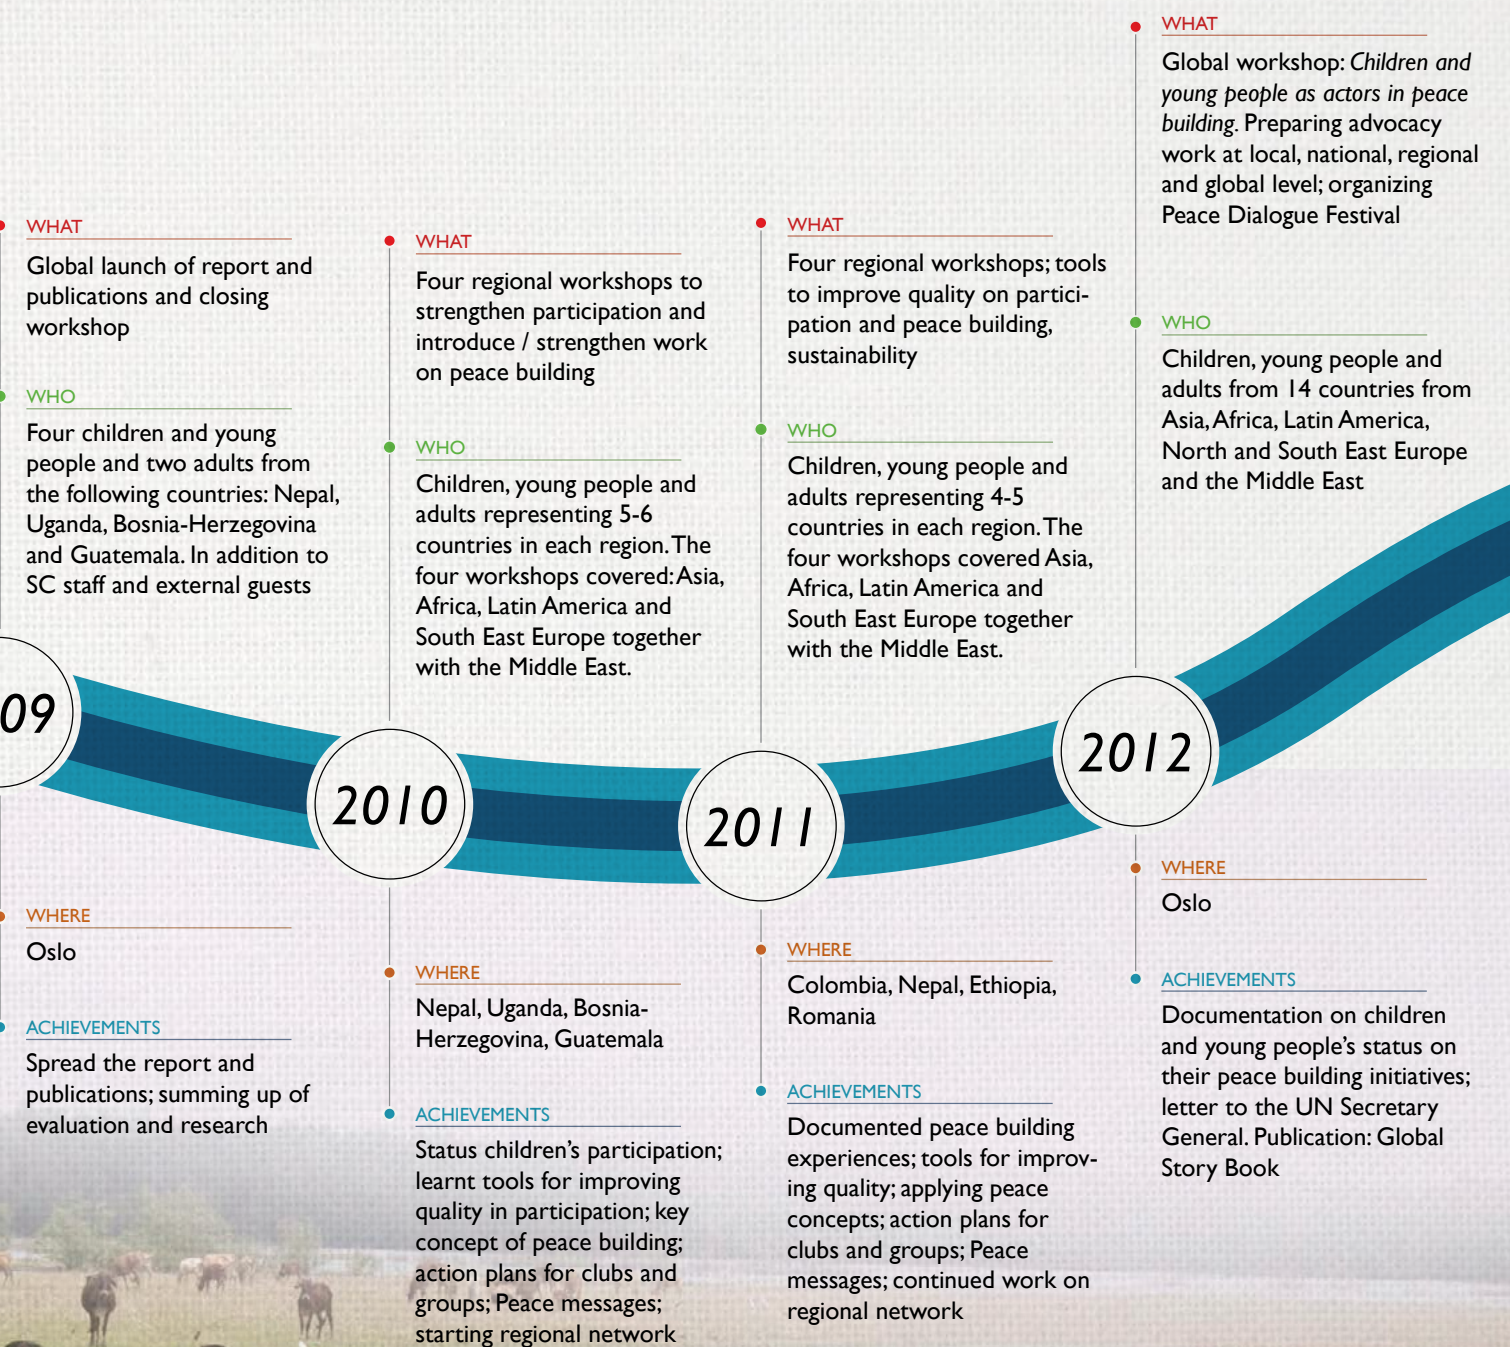 WHAT
Global launch of report and
publications and closing
workshop
WHO
Four children and young
people and two adults from
the following countries: Nepal,
Uganda, Bosnia-Herzegovina
and Guatemala. In addition to
SC staff and external guests
09
WHERE
Oslo
ACHIEVEMENTS
Spread the report and
publications; summing up of
evaluation and research
WHAT
Four regional workshops to
strengthen participation and
introduce / strengthen work
on peace building
WHO
Children, young people and
adults representing 5-6
countries in each region. The
four workshops covered: Asia,
Africa, Latin America and
South East Europe together
with the Middle East.
2010
WHERE
Nepal, Uganda, Bosnia-
Herzegovina, Guatemala
ACHIEVEMENTS
Status children's participation;
learnt tools for improving
quality in participation; key
concept of peace building;
action plans for clubs and
groups; Peace messages;
starting regional network
WHAT
Four regional workshops; tools
to improve quality on partici-
pation and peace building,
sustainability
WHO
Children, young people and
adults representing 4-5
countries in each region. The
four workshops covered Asia,
Africa, Latin America and
South East Europe together
with the Middle East.
2011
WHERE
Colombia, Nepal, Ethiopia,
Romania
ACHIEVEMENTS
Documented peace building
experiences; tools for improv-
ing quality; applying peace
concepts; action plans for
clubs and groups; Peace
messages; continued work on
regional network
WHAT
Global workshop: Children and
young people as actors in peace
building. Preparing advocacy
work at local, national, regional
and global level; organizing
Peace Dialogue Festival
WHO
Children, young people and
adults from 14 countries from
Asia, Africa, Latin America,
North and South East Europe
and the Middle East
2012
WHERE
Oslo
ACHIEVEMENTS
Documentation on children
and young people's status on
their peace building initiatives;
letter to the UN Secretary
General. Publication: Global
Story Book